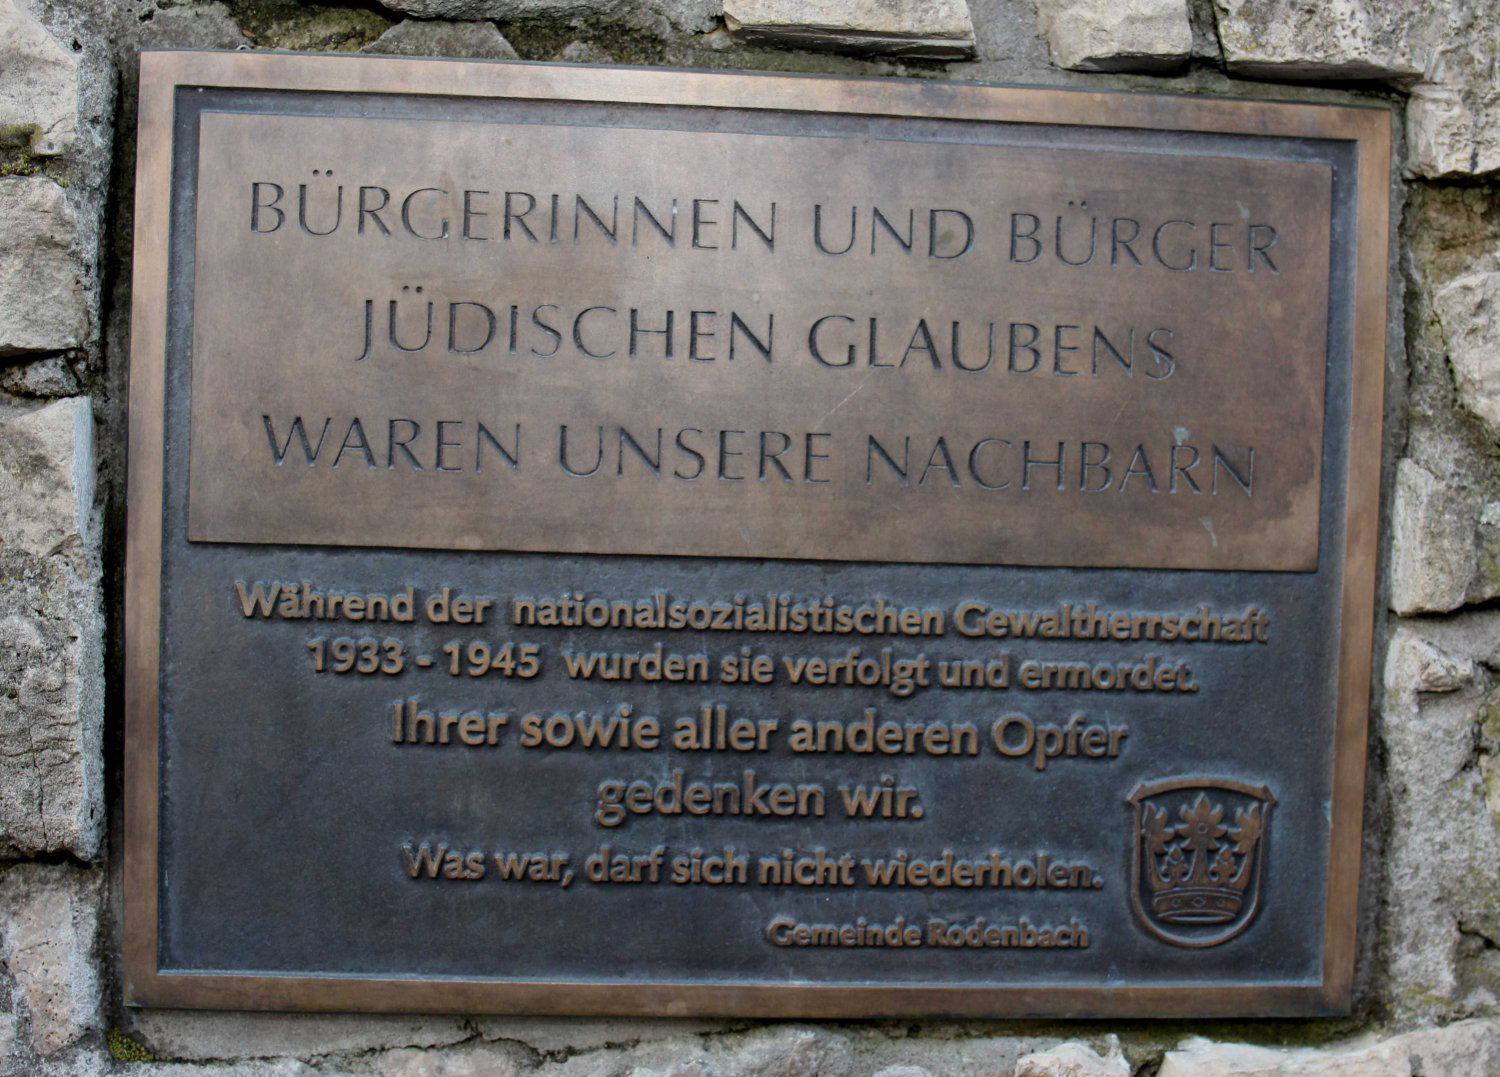 BÜRGERINNEN UND BÜRGER
JÜDISCHEN GLAUBENS
WAREN UNSERE NACHBARN
Während der nationalsozialistischen Gewaltherrschaft
1933 - 1945 wurden sie verfolgt und ermordet.
Ihrer sowie aller anderen Opfer
gedenken wir.
Was war, darf sich nicht wiederholen.
Gemeinde Rodenbach